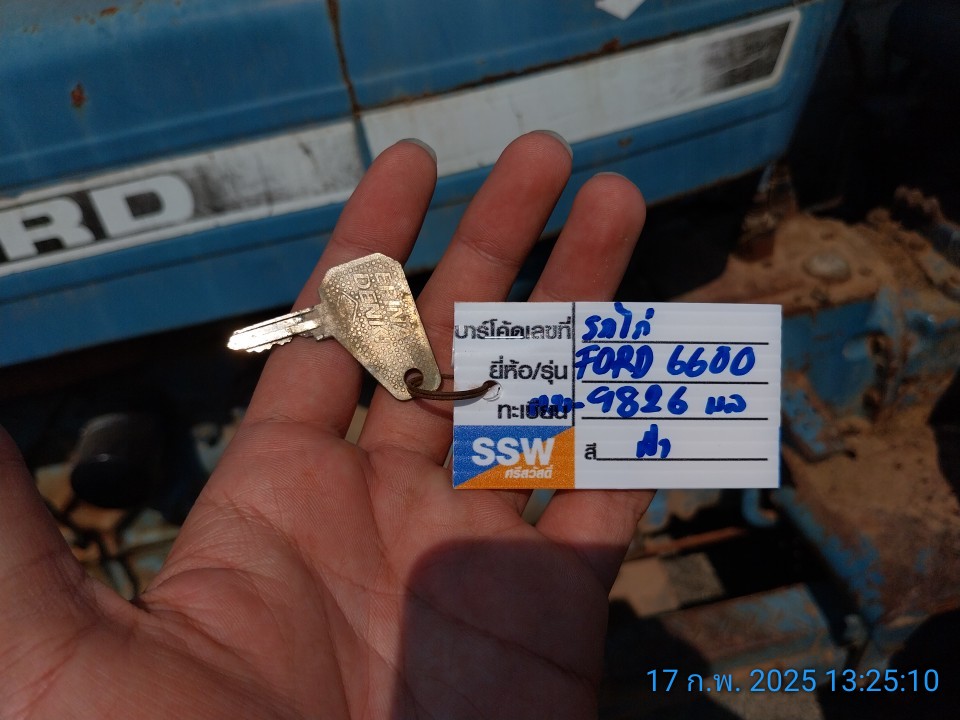 RD
บาร์โค้ดเลขที่ รถไถ
ยี่ห้อ/รุ่น FORD 6600
ทะเบียน -9826 นม
SSW
ศรีสวัสดิ์
สี ฟ้า
17 ก.พ. 2025 13:25:10